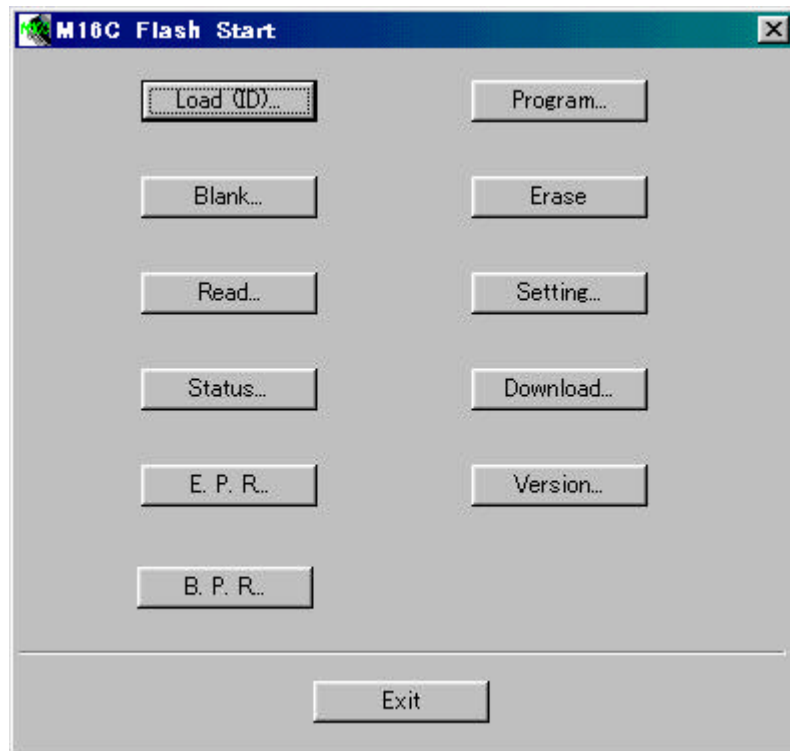 M16C Flash Start
Load (ID)...
Program...
Blank...
Erase
Read...
Setting...
Status...
Download...
E. P. R...
Version...
B. P. R...
Exit